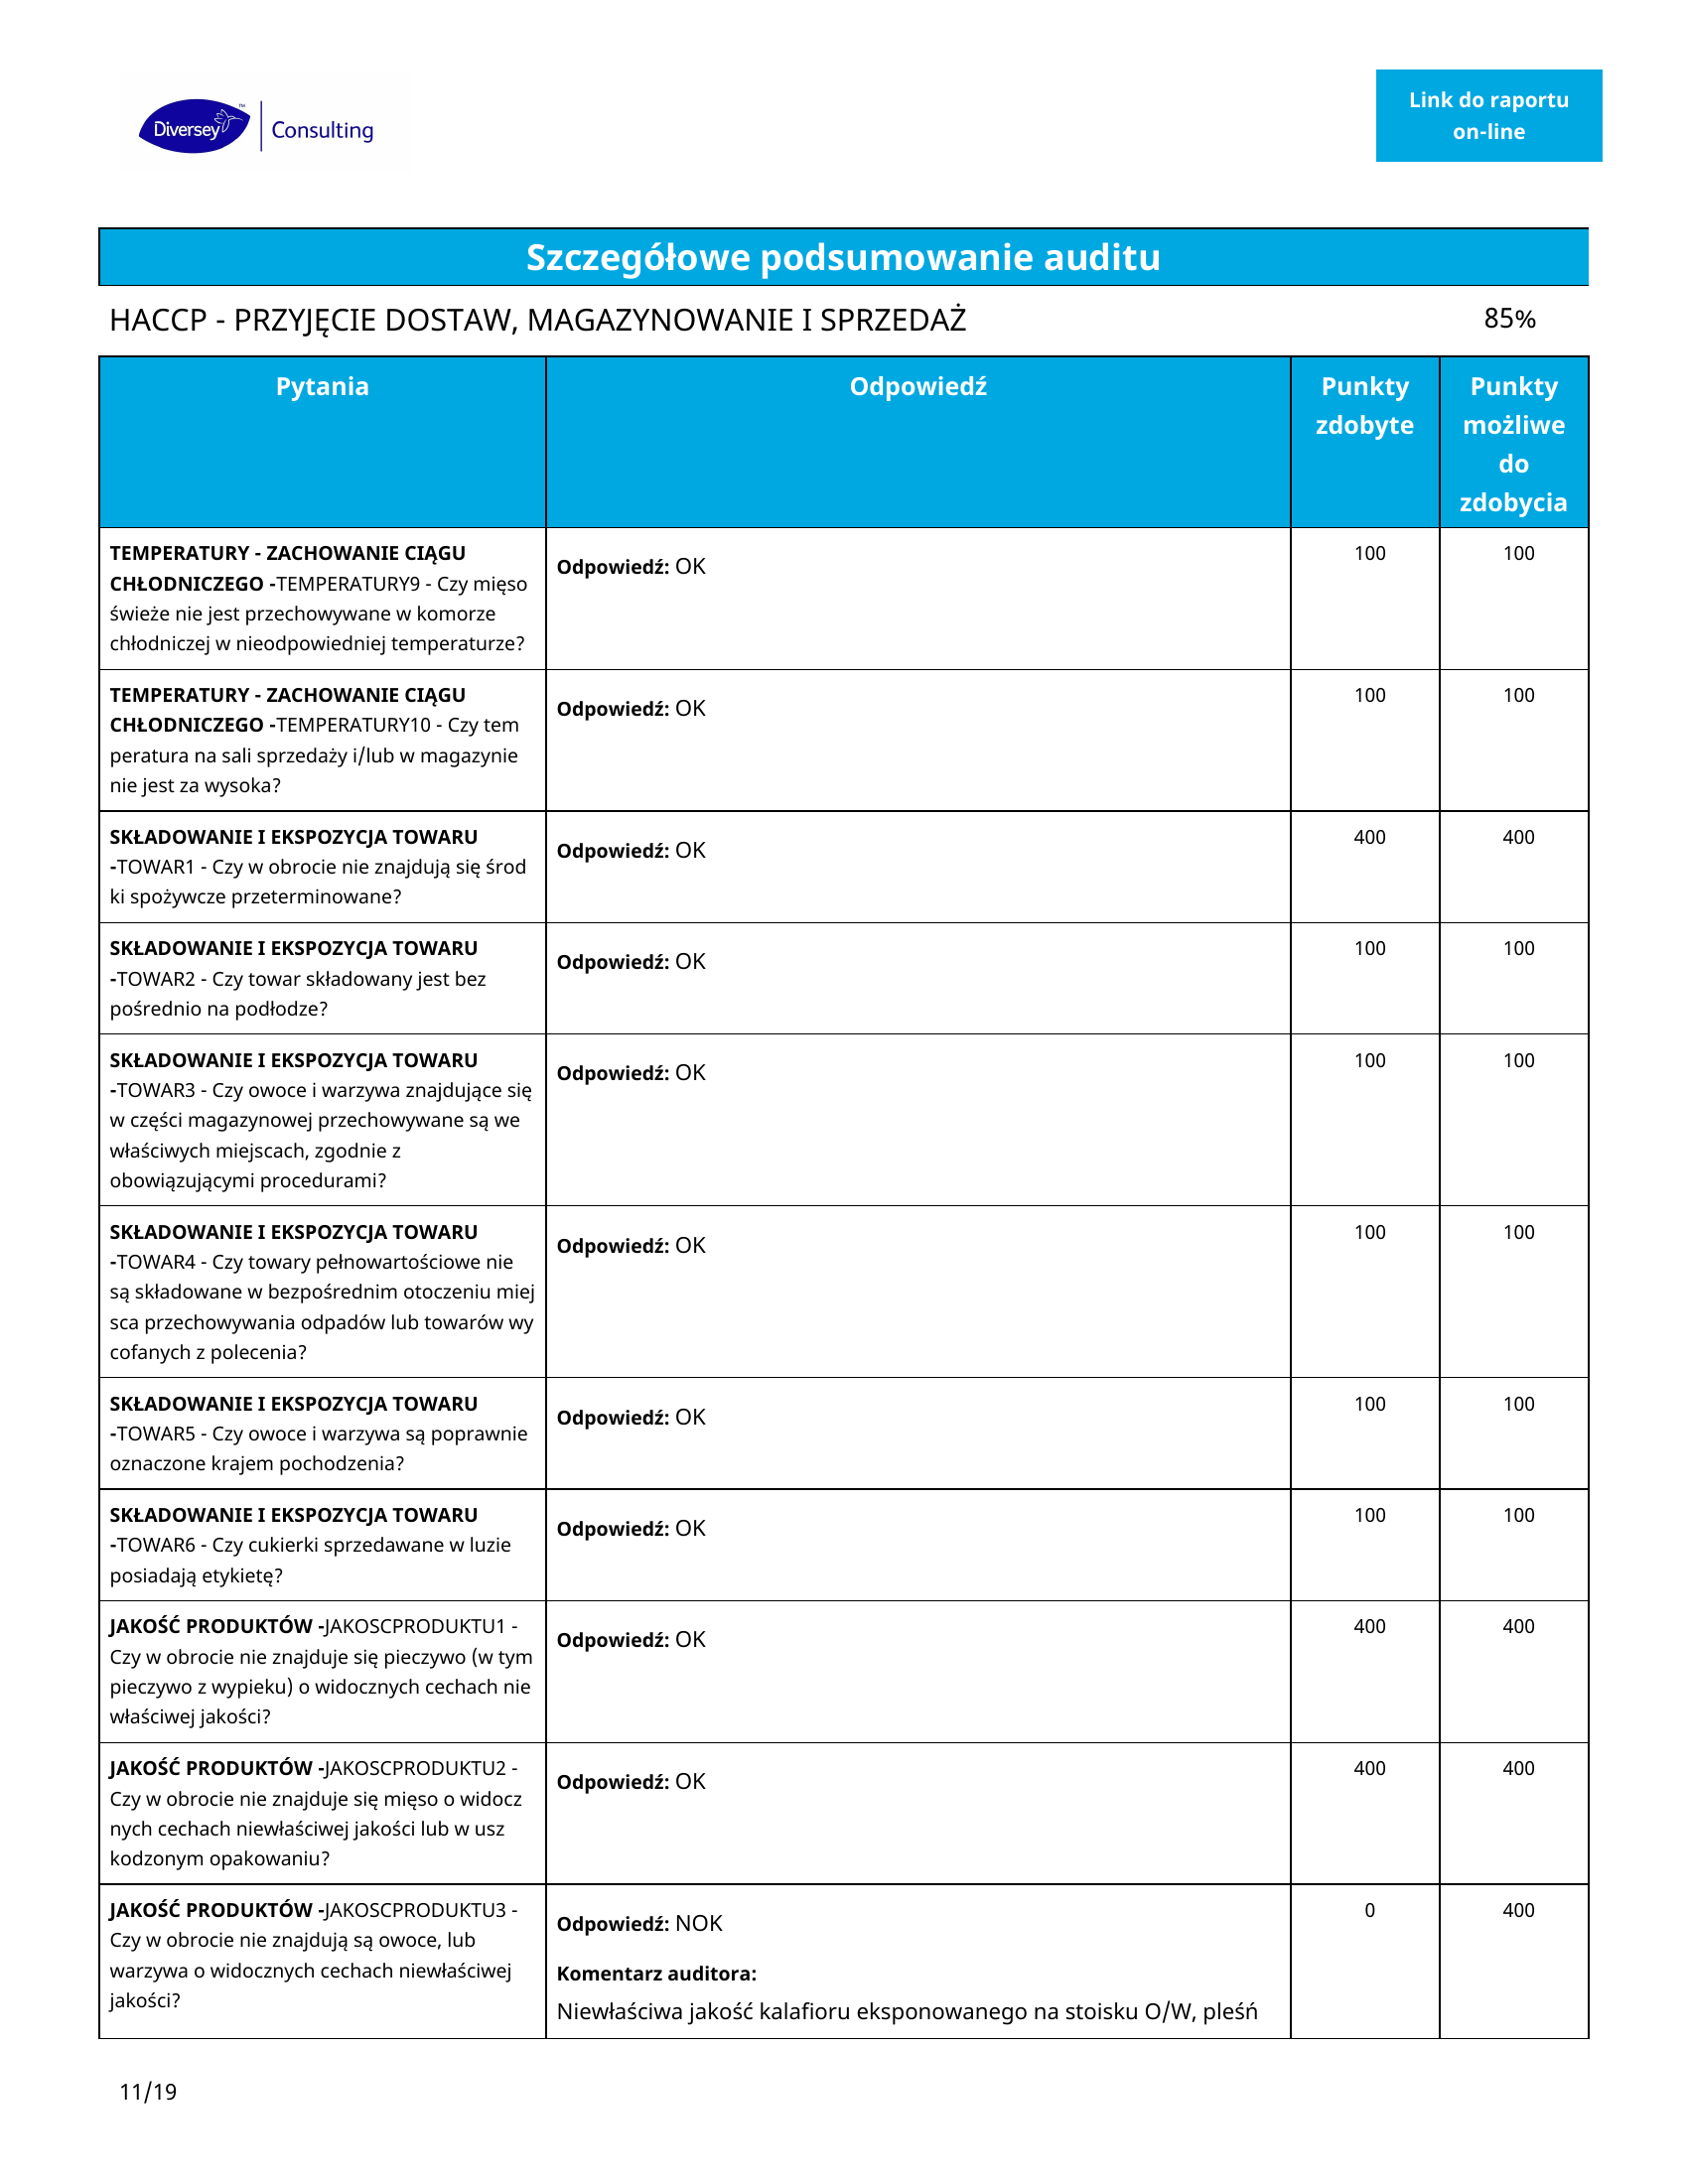 Diversey™ Consulting
Link do raportu
on-line
Szczegółowe podsumowanie auditu
HACCP - PRZYJĘCIE DOSTAW, MAGAZYNOWANIE I SPRZEDAŻ 85%
Pytania Odpowiedź Punkty Punkty
zdobyte możliwe
do
zdobycia
TEMPERATURY - ZACHOWANIE CIĄGU
CHŁODNICZEGO -TEMPERATURY9 - Czy mięso
świeże nie jest przechowywane w komorze
chłodniczej w nieodpowiedniej temperaturze?
Odpowiedź: OK
100 100
TEMPERATURY - ZACHOWANIE CIĄGU
CHŁODNICZEGO -TEMPERATURY10 - Czy tem
peratura na sali sprzedaży i/lub w magazynie
nie jest za wysoka?
Odpowiedź: OK
100 100
SKŁADOWANIE I EKSPOZYCJA TOWARU
-TOWAR1 - Czy w obrocie nie znajdują się środ
ki spożywcze przeterminowane?
Odpowiedź: OK
400 400
SKŁADOWANIE I EKSPOZYCJA TOWARU
-TOWAR2 - Czy towar składowany jest bez
pośrednio na podłodze?
Odpowiedź: OK
100 100
SKŁADOWANIE I EKSPOZYCJA TOWARU
-TOWAR3 - Czy owoce i warzywa znajdujące się
w części magazynowej przechowywane są we
właściwych miejscach, zgodnie z
obowiązującymi procedurami?
Odpowiedź: OK
100 100
SKŁADOWANIE I EKSPOZYCJA TOWARU
-TOWAR4 - Czy towary pełnowartościowe nie
są składowane w bezpośrednim otoczeniu miej
sca przechowywania odpadów lub towarów wy
cofanych z polecenia?
Odpowiedź: OK
100 100
SKŁADOWANIE I EKSPOZYCJA TOWARU
-TOWAR5 - Czy owoce i warzywa są poprawnie
oznaczone krajem pochodzenia?
Odpowiedź: OK
100 100
SKŁADOWANIE I EKSPOZYCJA TOWARU
-TOWAR6 - Czy cukierki sprzedawane w luzie
posiadają etykietę?
Odpowiedź: OK
100 100
JAKOŚĆ PRODUKTÓW -JAKOSCPRODUKTU1 -
Czy w obrocie nie znajduje się pieczywo (w tym
pieczywo z wypieku) o widocznych cechach nie
właściwej jakości?
Odpowiedź: OK
400 400
JAKOŚĆ PRODUKTÓW -JAKOSCPRODUKTU2 -
Czy w obrocie nie znajduje się mięso o widocz
nych cechach niewłaściwej jakości lub w usz
kodzonym opakowaniu?
Odpowiedź: OK
400 400
JAKOŚĆ PRODUKTÓW -JAKOSCPRODUKTU3 -
Czy w obrocie nie znajdują są owoce, lub
warzywa o widocznych cechach niewłaściwej
jakości?
Odpowiedź: NOK
Komentarz auditora:
Niewłaściwa jakość kalafioru eksponowanego na stoisku O/W, pleśń
0 400
11/19